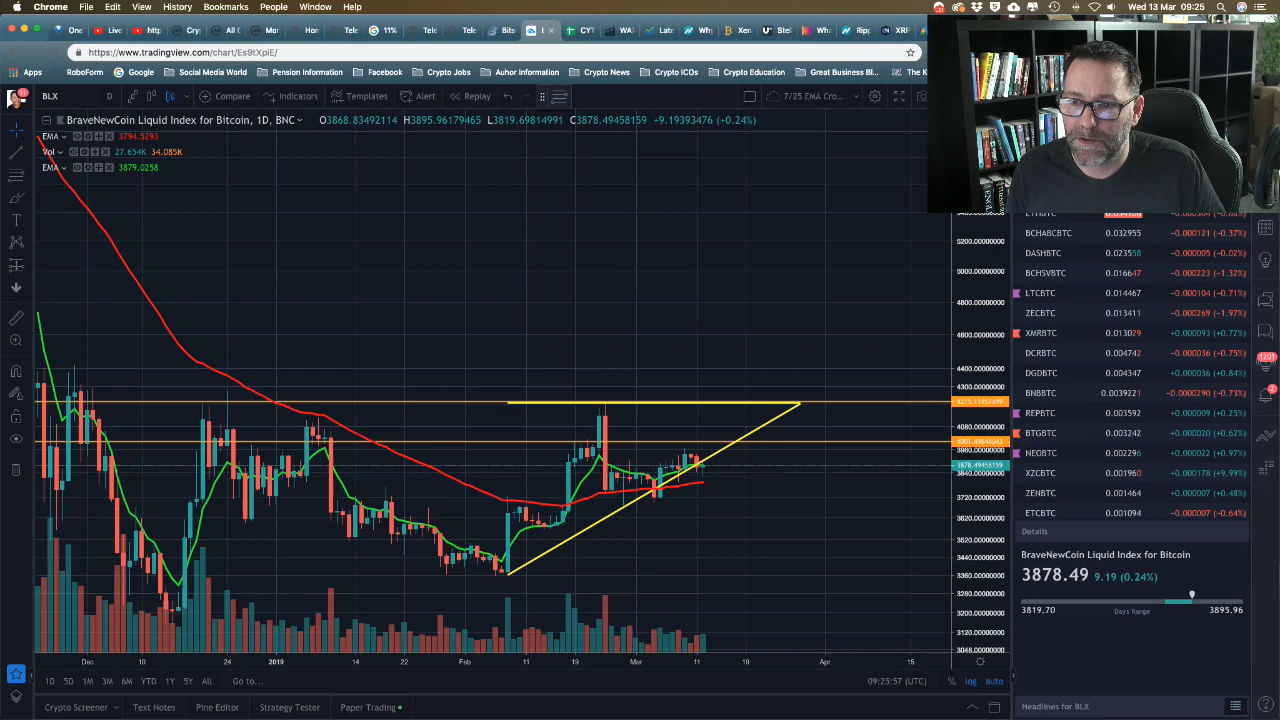 Chrome File Edit View History Bookmarks People Window Help
Wed 13 Mar 09:25
https://www.tradingview.com/chart/Es9tXpiE/
Apps RoboForm Google Social Media World Pension Information Facebook Crypto Jobs Auhor Information Crypto News Crypto ICOs Crypto Education Great Business Bl... The K
BLX D Compare Indicators Templates Alert Replay 7/25 EMA Cro...
BraveNewCoin Liquid Index for Bitcoin, 1D, BNC O3868.83492114 H3895.96179465 L3819.69814991 C3878.49458159 +9.19393476 (+0.24%)
EMA 3794.5293
Vol 27.654K 34.085K
EMA 3879.0258
5200.00000000
5000.00000000
4800.00000000
4600.00000000
4400.00000000
4300.00000000
4215.11957499
4080.00000000
4001.49644043
3960.00000000
3878.49458159
3840.00000000
3720.00000000
3620.00000000
3520.00000000
3440.00000000
3360.00000000
3280.00000000
3200.00000000
3120.00000000
3048.00000000
Dec 10 24 2019 14 22 Feb 11 19 Mar 11 19 Apr 15
1D 5D 1M 3M 6M YTD 1Y 5Y All Go to... 09:25:57 (UTC) % log auto
Crypto Screener Text Notes Pine Editor Strategy Tester Paper Trading
BCHABCBTC 0.032955 -0.000121 (-0.37%)
DASHBTC 0.023558 -0.000005 (-0.02%)
BCHSVBTC 0.016647 -0.000223 (-1.32%)
LTCBTC 0.014467 -0.000104 (-0.71%)
ZECBTC 0.013411 -0.000269 (-1.97%)
XMRBTC 0.013029 +0.000093 (+0.72%)
DCRBTC 0.004742 -0.000036 (-0.75%)
DGDBTC 0.004347 +0.000036 (+0.84%)
BNBBTC 0.0039221 -0.0000290 (-0.73%)
REPBTC 0.003592 +0.000009 (+0.25%)
BTGBTC 0.003242 +0.000020 (+0.62%)
NEOBTC 0.002296 +0.000022 (+0.97%)
XZCBTC 0.001960 +0.000178 (+9.99%)
ZENBTC 0.001464 +0.000007 (+0.48%)
ETCBTC 0.001094 -0.000007 (-0.64%)
Details
BraveNewCoin Liquid Index for Bitcoin
3878.49 9.19 (0.24%)
3819.70 Day's Range 3895.96
Headlines for BLX
1201